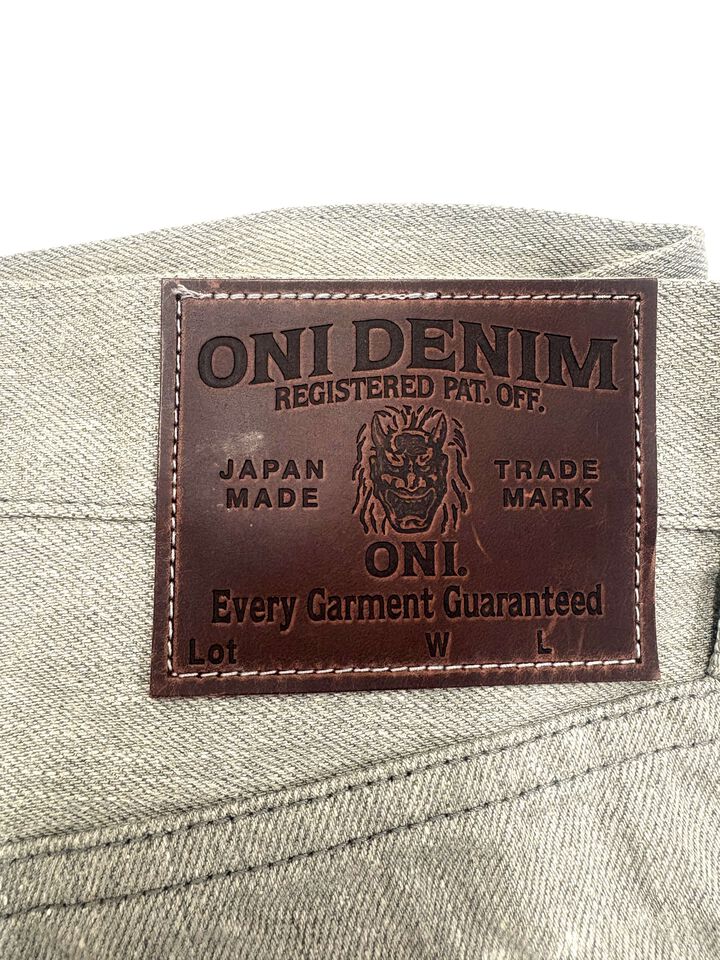 ONI DENIM
REGISTERED PAT. OFF.
JAPAN MADE
TRADE MARK
ONI.
Every Garment Guaranteed
Lot W L